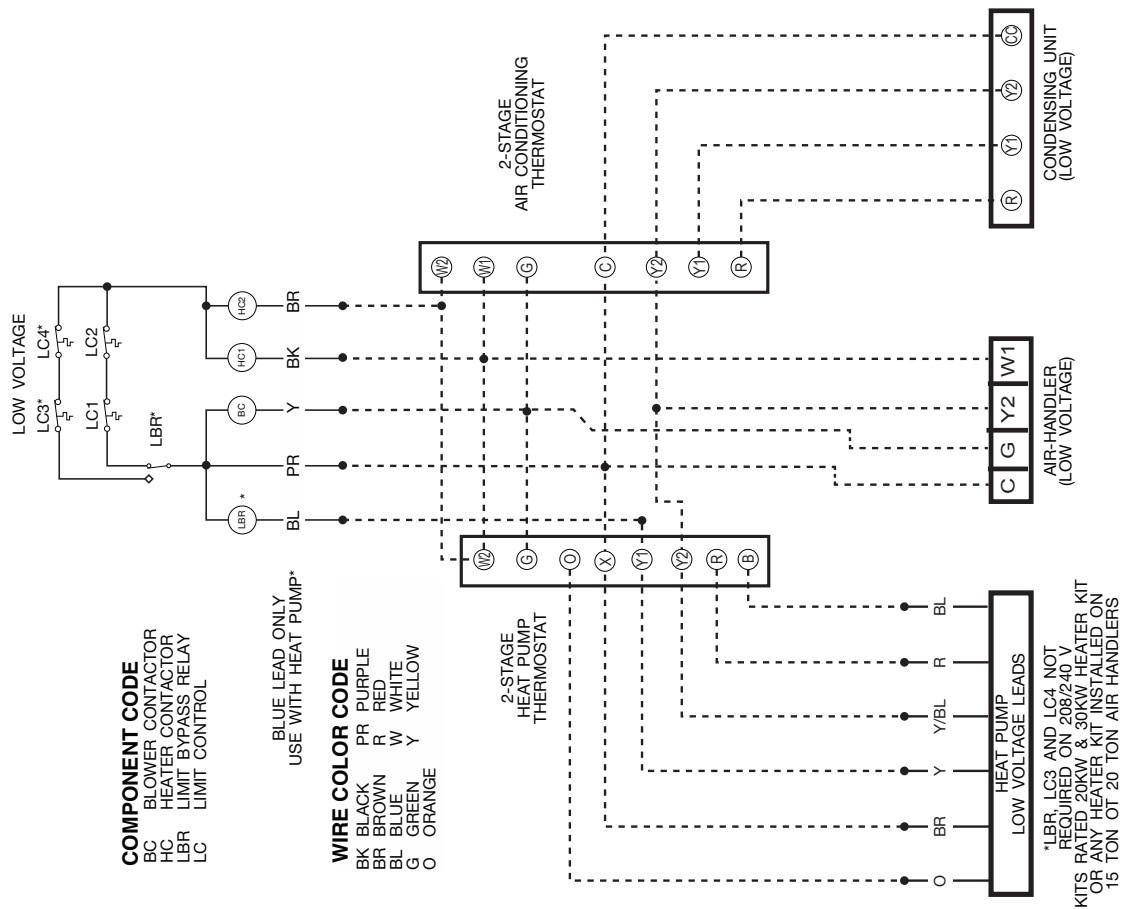 LOW VOLTAGE
LC3*
LC4*
LC1
LC2
LBR*
LBR
*
BC
HC1
HC2
BL
PR
Y
BK
BR
COMPONENT CODE
BC BLOWER CONTACTOR
HC HEATER CONTACTOR
LBR LIMIT BYPASS RELAY
LC LIMIT CONTROL
BLUE LEAD ONLY
USE WITH HEAT PUMP*
WIRE COLOR CODE
BK BLACK PR PURPLE
BR BROWN R RED
BL BLUE W WHITE
G GREEN Y YELLOW
O ORANGE
2-STAGE
HEAT PUMP
THERMOSTAT
W2
G
O
X
Y1
Y2
R
B
2-STAGE
AIR CONDITIONING
THERMOSTAT
W2
W1
G
C
Y2
Y1
R
O
BR
Y
Y/BL
R
BL
HEAT PUMP
LOW VOLTAGE LEADS
C G Y2 W1
AIR-HANDLER
(LOW VOLTAGE)
R Y1 Y2 CC
CONDENSING UNIT
(LOW VOLTAGE)
*LBR, LC3 AND LC4 NOT
REQUIRED ON 208/240 V
KITS RATED 20KW & 30KW HEATER KIT
OR ANY HEATER KIT INSTALLED ON
15 TON OT 20 TON AIR HANDLERS